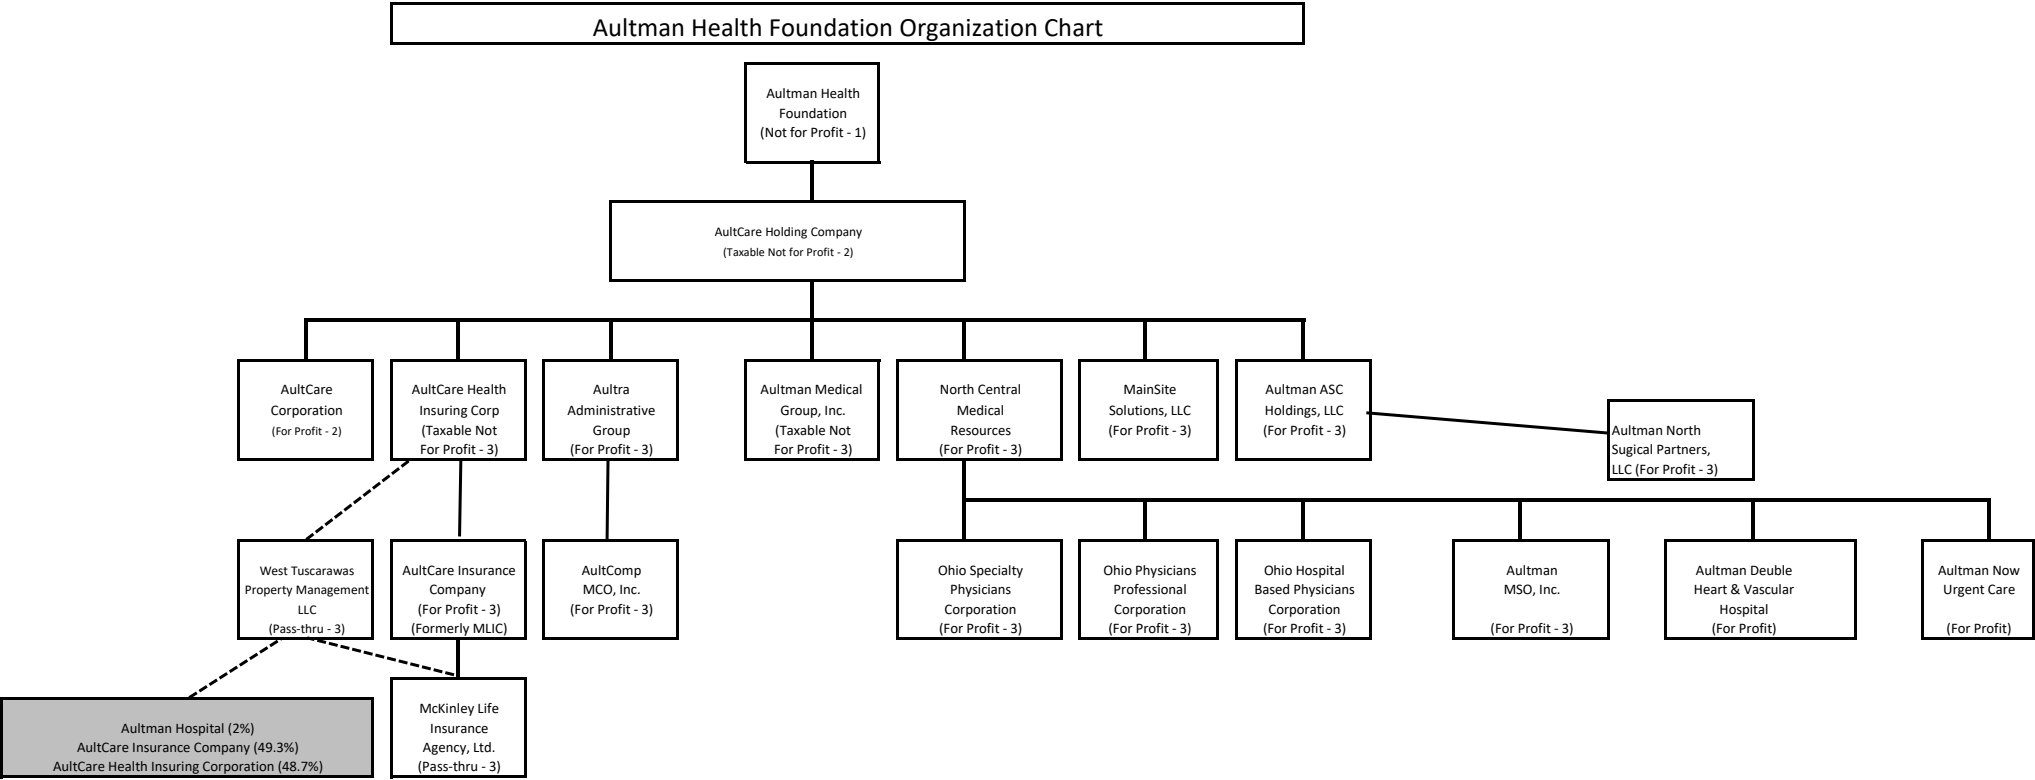 Aultman Health Foundation Organization Chart
Aultman Health
Foundation
(Not for Profit - 1)
AultCare Holding Company
(Taxable Not for Profit - 2)
AultCare
Corporation
(For Profit - 2)
AultCare Health
Insuring Corp
(Taxable Not
For Profit - 3)
Aultra
Administrative
Group
(For Profit - 3)
Aultman Medical
Group, Inc.
(Taxable Not
For Profit - 3)
North Central
Medical
Resources
(For Profit - 3)
MainSite
Solutions, LLC
(For Profit - 3)
Aultman ASC
Holdings, LLC
(For Profit - 3)
Aultman North
Sugical Partners,
LLC (For Profit - 3)
West Tuscarawas
Property Management
LLC
(Pass-thru - 3)
AultCare Insurance
Company
(For Profit - 3)
(Formerly MLIC)
AultComp
MCO, Inc.
(For Profit - 3)
Ohio Specialty
Physicians
Corporation
(For Profit - 3)
Ohio Physicians
Professional
Corporation
(For Profit - 3)
Ohio Hospital
Based Physicians
Corporation
(For Profit - 3)
Aultman
MSO, Inc.
(For Profit - 3)
Aultman Deuble
Heart & Vascular
Hospital
(For Profit)
Aultman Now
Urgent Care
(For Profit)
Aultman Hospital (2%)
AultCare Insurance Company (49.3%)
AultCare Health Insuring Corporation (48.7%)
McKinley Life
Insurance
Agency, Ltd.
(Pass-thru - 3)